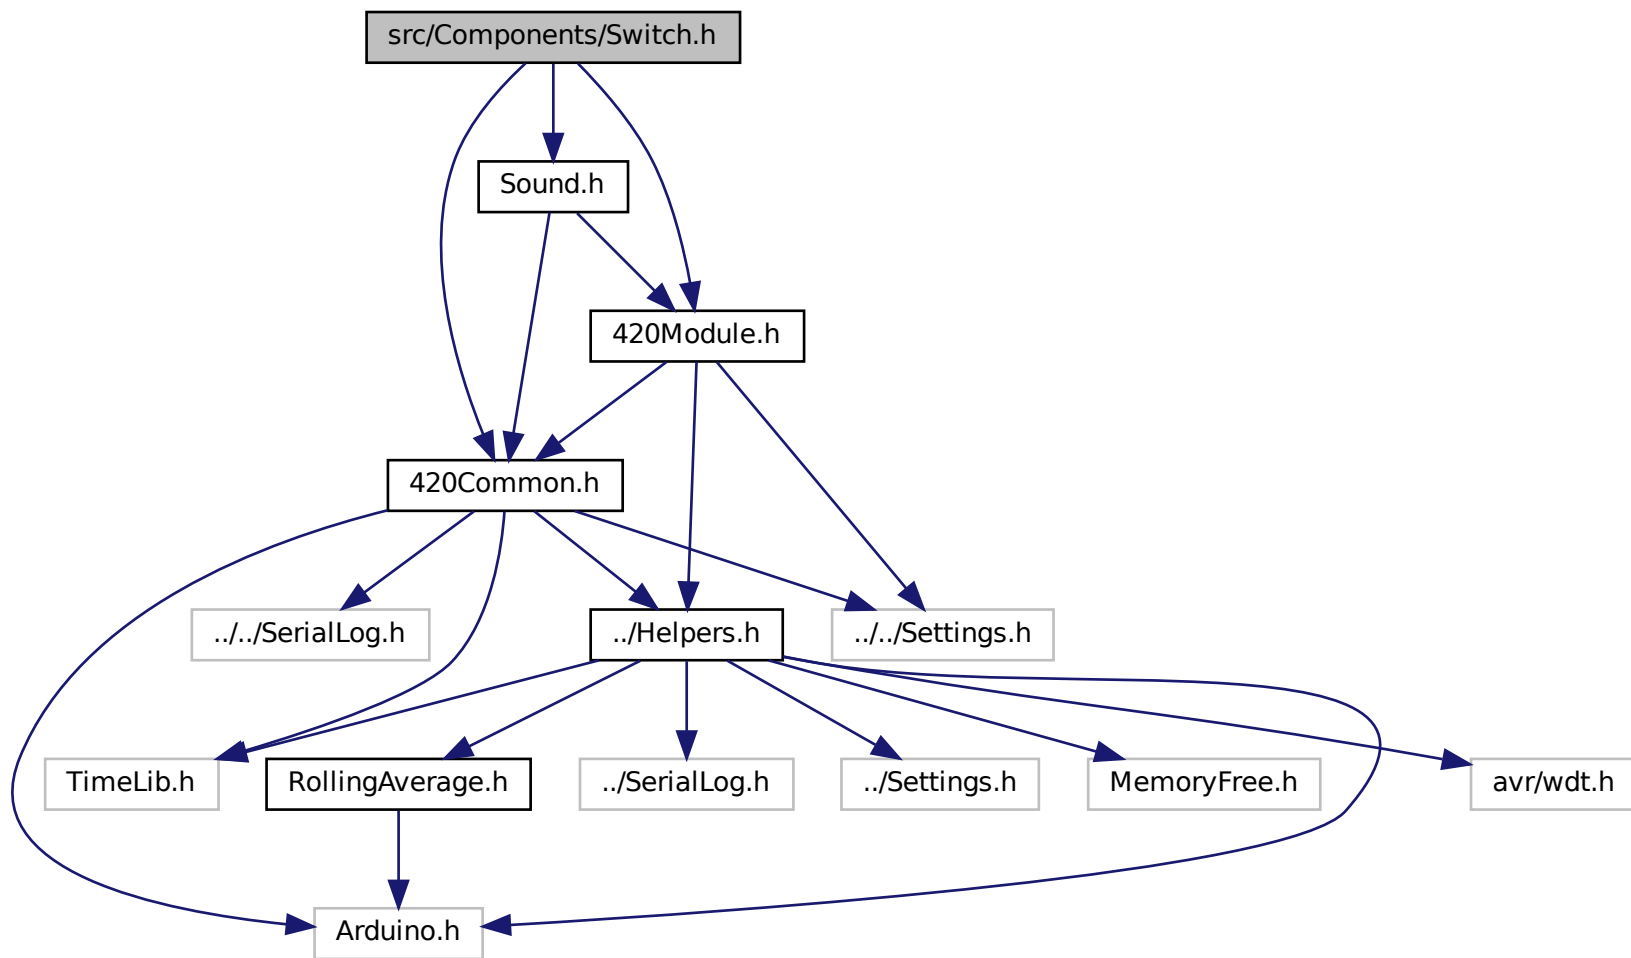 src/Components/Switch.h
Sound.h
420Module.h
420Common.h
../../SerialLog.h
../Helpers.h
../../Settings.h
TimeLib.h
RollingAverage.h
../SerialLog.h
../Settings.h
MemoryFree.h
avr/wdt.h
Arduino.h